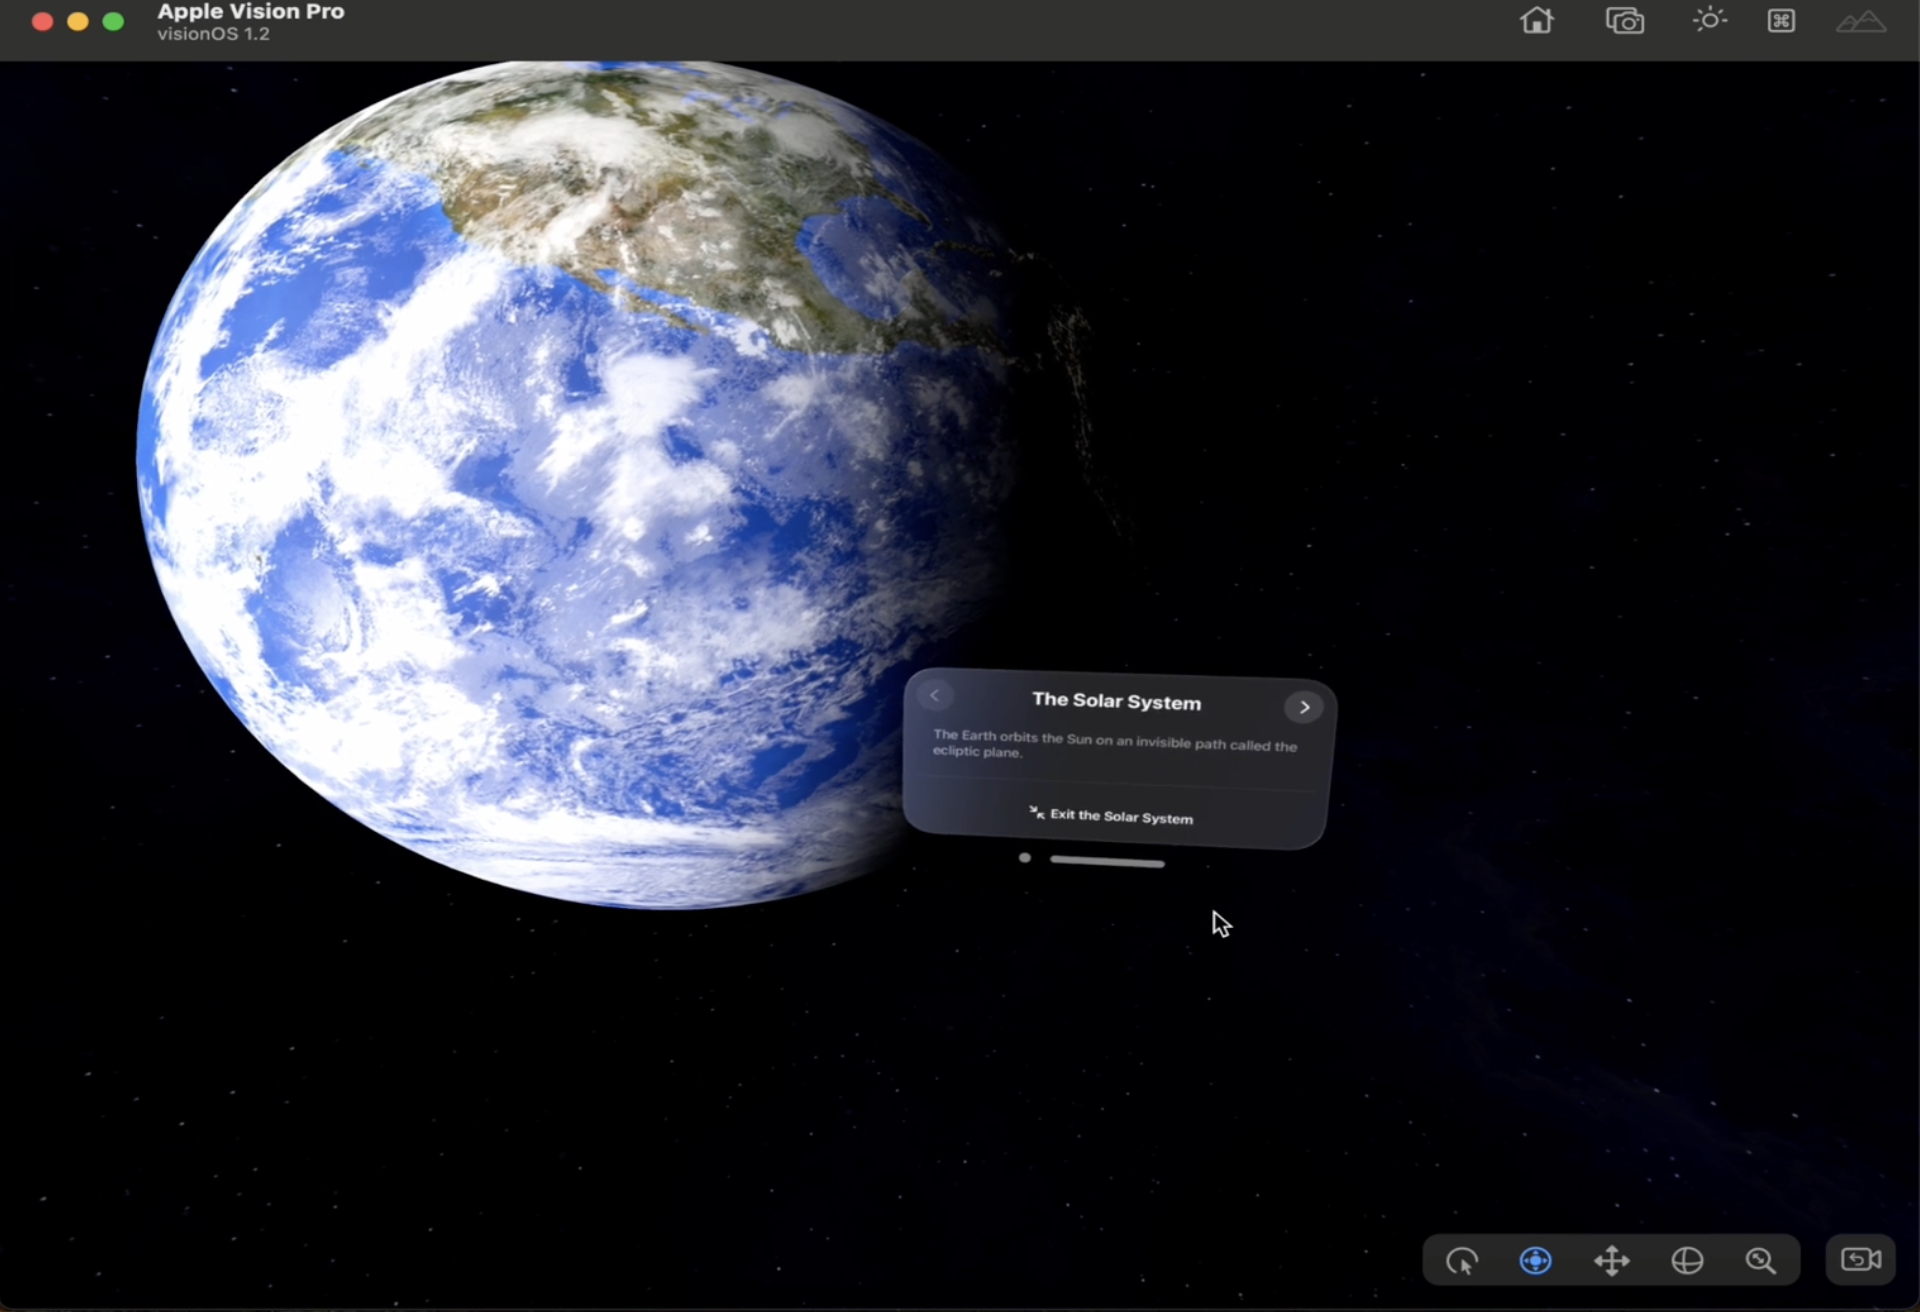 Apple Vision Pro
visionOS 1.2
The Solar System
The Earth orbits the Sun on an invisible path called the
ecliptic plane.
Exit the Solar System